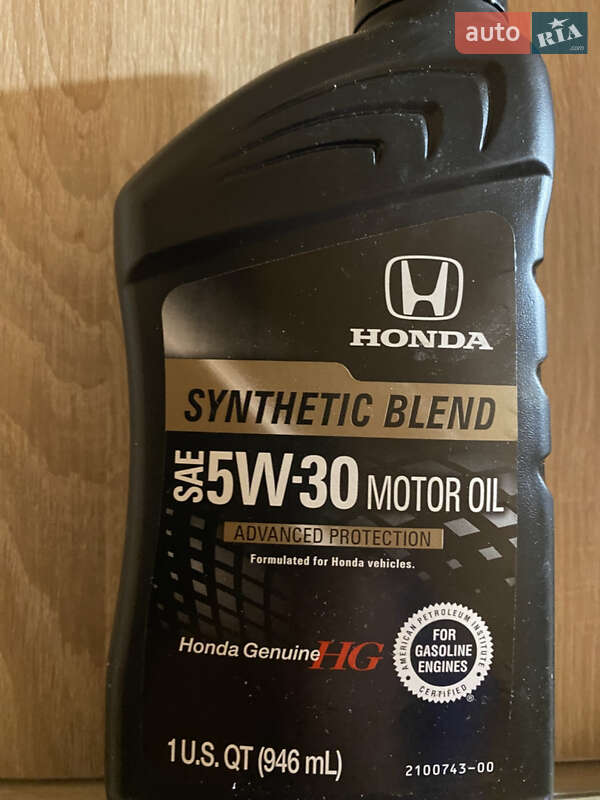 auto RIA .com
HONDA
SYNTHETIC BLEND
SAE 5W-30 MOTOR OIL
ADVANCED PROTECTION
Formulated for Honda vehicles.
Honda Genuine HG
AMERICAN PETROLEUM INSTITUTE
FOR
GASOLINE
ENGINES
CERTIFIED
®
1 U.S. QT (946 mL)
2100743-00